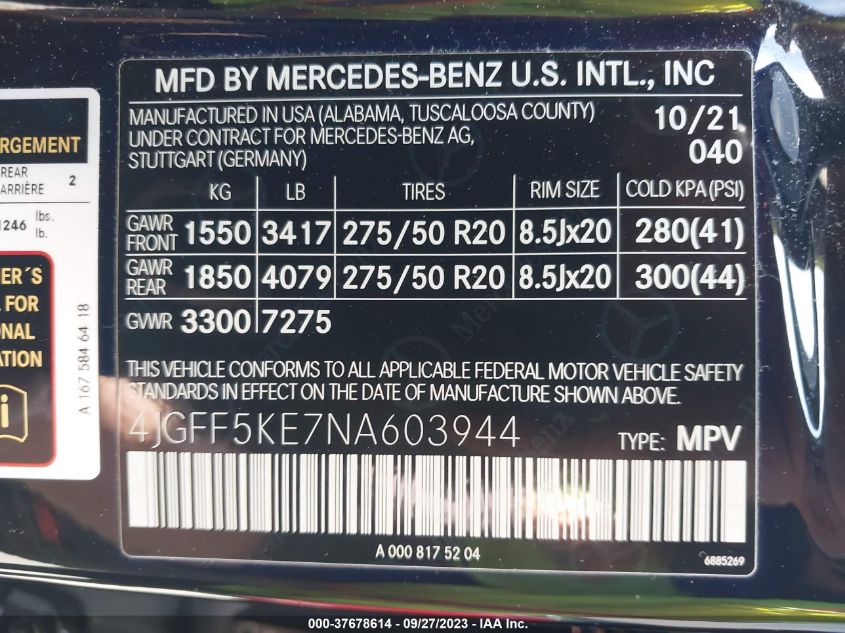 MFD BY MERCEDES-BENZ U.S. INTL., INC
MANUFACTURED IN USA (ALABAMA, TUSCALOOSA COUNTY)
UNDER CONTRACT FOR MERCEDES-BENZ AG,
STUTTGART (GERMANY)
10/21
040
KG LB TIRES RIM SIZE COLD KPA (PSI)
GAWR FRONT 1550 3417 275/50 R20 8.5Jx20 280(41)
GAWR REAR 1850 4079 275/50 R20 8.5Jx20 300(44)
GVWR 3300 7275
THIS VEHICLE CONFORMS TO ALL APPLICABLE FEDERAL MOTOR VEHICLE SAFETY
STANDARDS IN EFFECT ON THE DATE OF MANUFACTURE SHOWN ABOVE.
4JGFF5KE7NA603944 TYPE: MPV
A 000 817 52 04
6885269
REAR 2
ARRIÈRE
lbs.
lb.
FOR
A 167 584 64 18
000-37678614 - 09/27/2023 - IAA Inc.